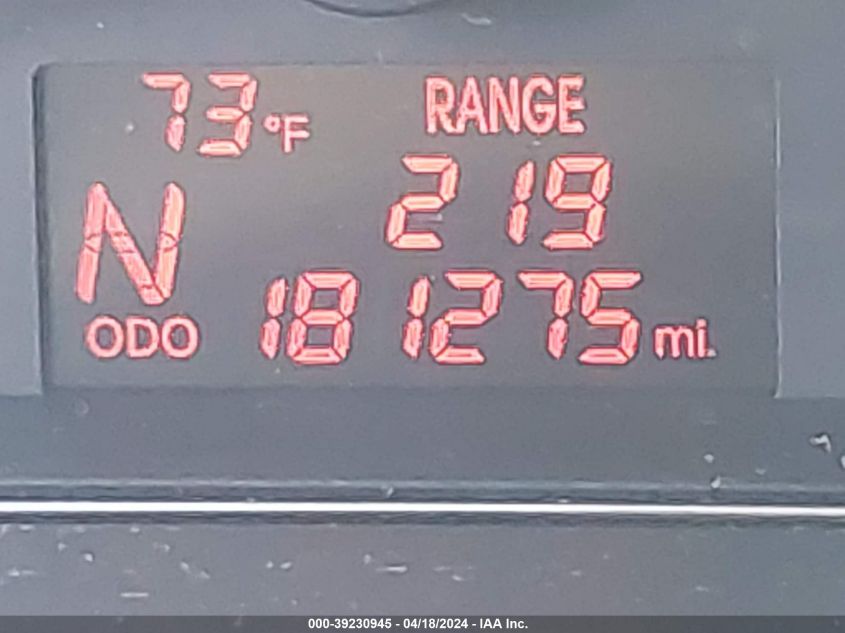 73°F RANGE
219
N
ODO 181275 mi.
000-39230945 - 04/18/2024 - IAA Inc.